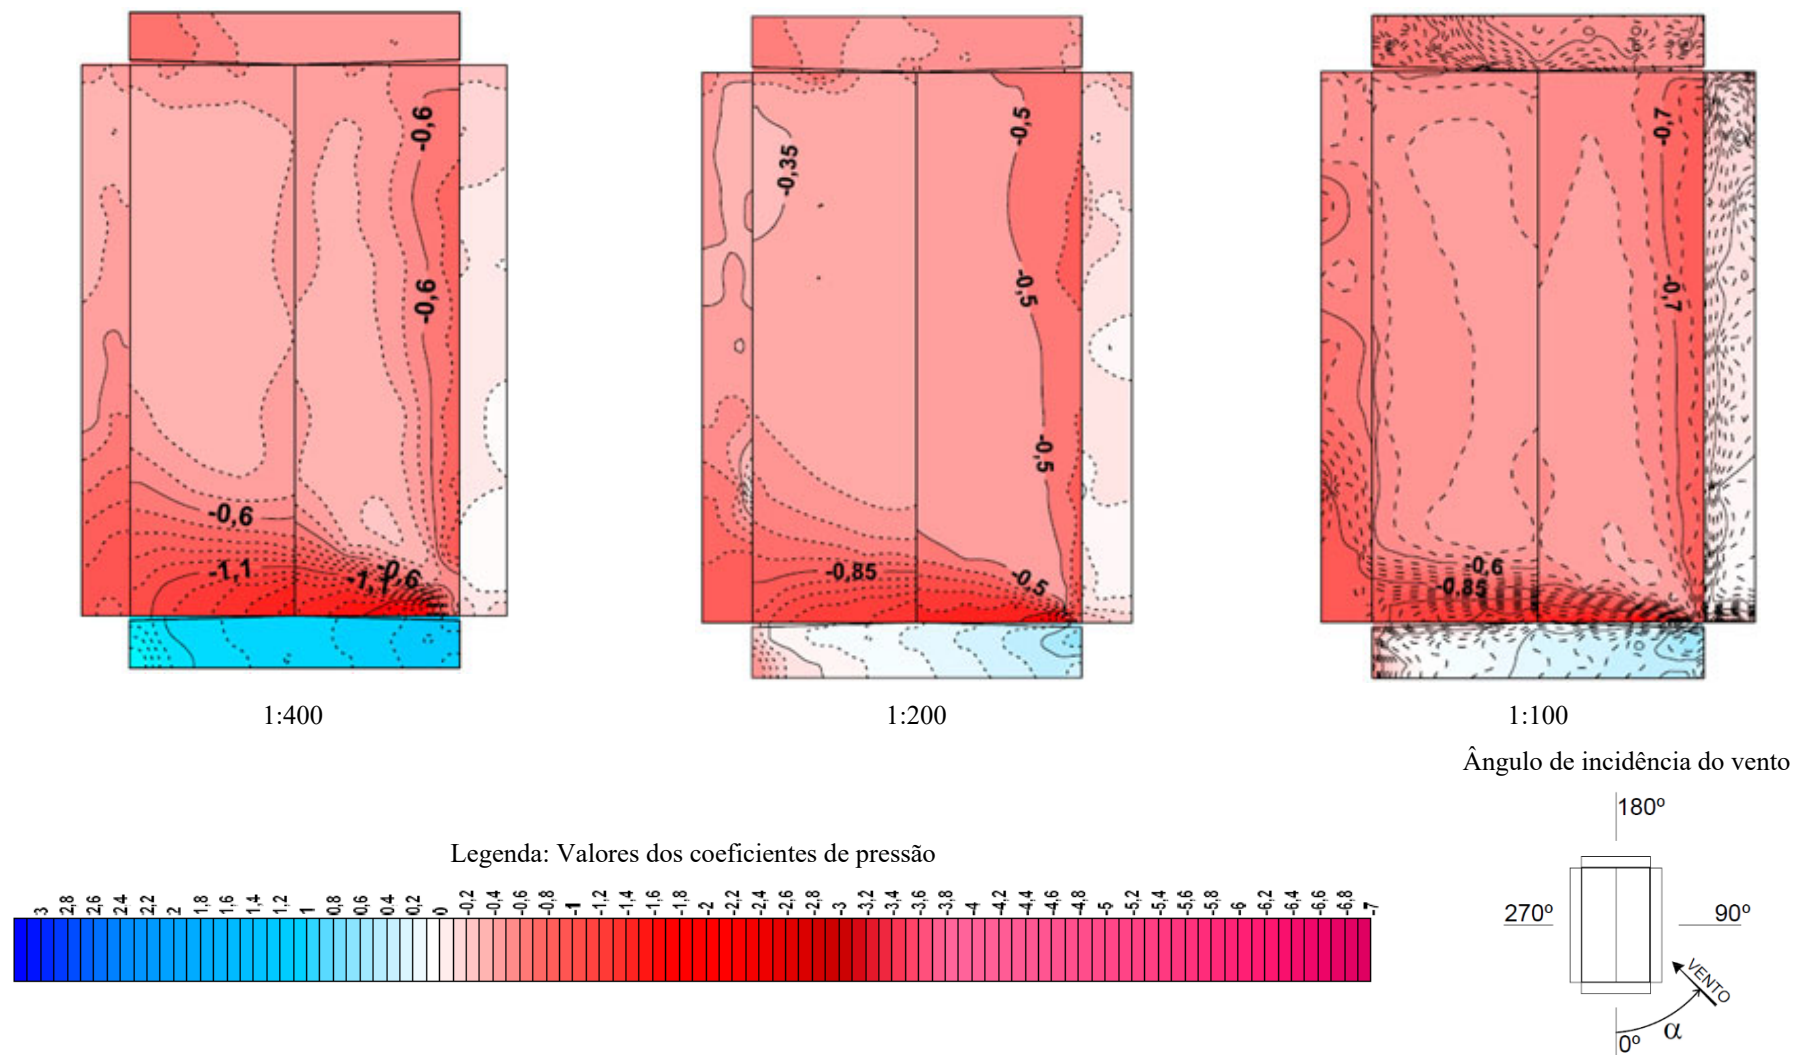 -0,6
-0,6
-0,6
-1,1
-1,1
-0,6
-0,35
-0,5
-0,5
-0,5
-0,85
-0,5
-0,7
-0,7
-0,6
-0,85
1:400
1:200
1:100
Ângulo de incidência do vento
180º
270º
90º
VENTO
α
0º
Legenda: Valores dos coeficientes de pressão
3 2,8 2,6 2,4 2,2 2 1,8 1,6 1,4 1,2 1 0,8 0,6 0,4 0,2 0 -0,2 -0,4 -0,6 -0,8 -1 -1,2 -1,4 -1,6 -1,8 -2 -2,2 -2,4 -2,6 -2,8 -3 -3,2 -3,4 -3,6 -3,8 -4 -4,2 -4,4 -4,6 -4,8 -5 -5,2 -5,4 -5,6 -5,8 -6 -6,2 -6,4 -6,6 -6,8 -7